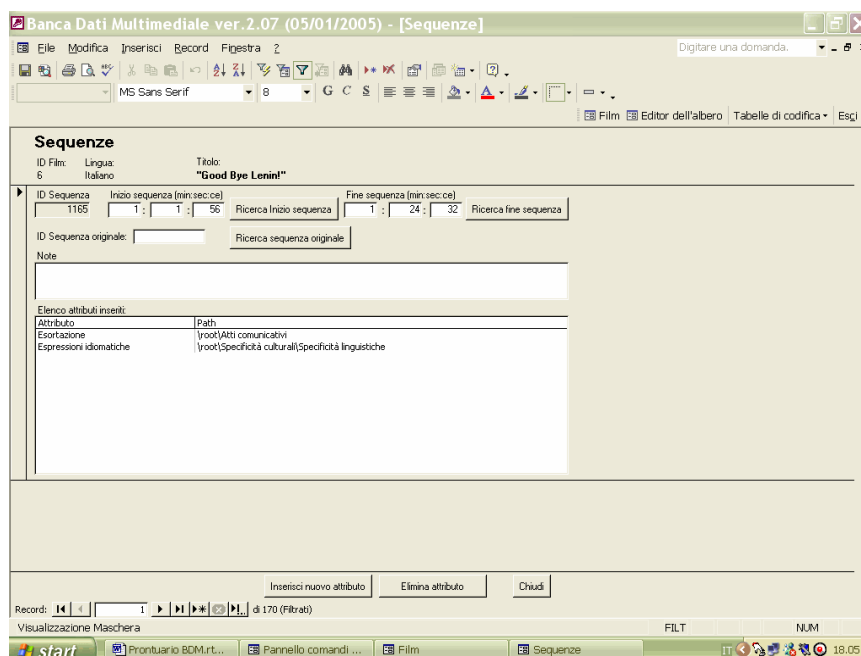 Banca Dati Multimediale ver.2.07 (05/01/2005) - [Sequenze]
File Modifica Inserisci Record Finestra ? Digitare una domanda.
MS Sans Serif 8 G C S
Film Editor dell'albero Tabelle di codifica Esci
Sequenze
ID Film: Lingua: Titolo:
6 Italiano "Good Bye Lenin!"
ID Sequenza Inizio sequenza (min:sec:ce) Fine sequenza (min:sec:ce)
1165 1 : 1 : 56 Ricerca Inizio sequenza 1 : 24 : 32 Ricerca fine sequenza
ID Sequenza originale: Ricerca sequenza originale
Note
Elenco attributi inseriti:
Attributo Path
Esortazione \root\Atti comunicativi
Espressioni idiomatiche \root\Specificità culturali\Specificità linguistiche
Inserisci nuovo attributo Elimina attributo Chiudi
Record: 1 di 170 (Filtrati)
Visualizzazione Maschera FILT NUM
start Prontuario BDM.rt... Pannello comandi ... Film Sequenze IT 18.05